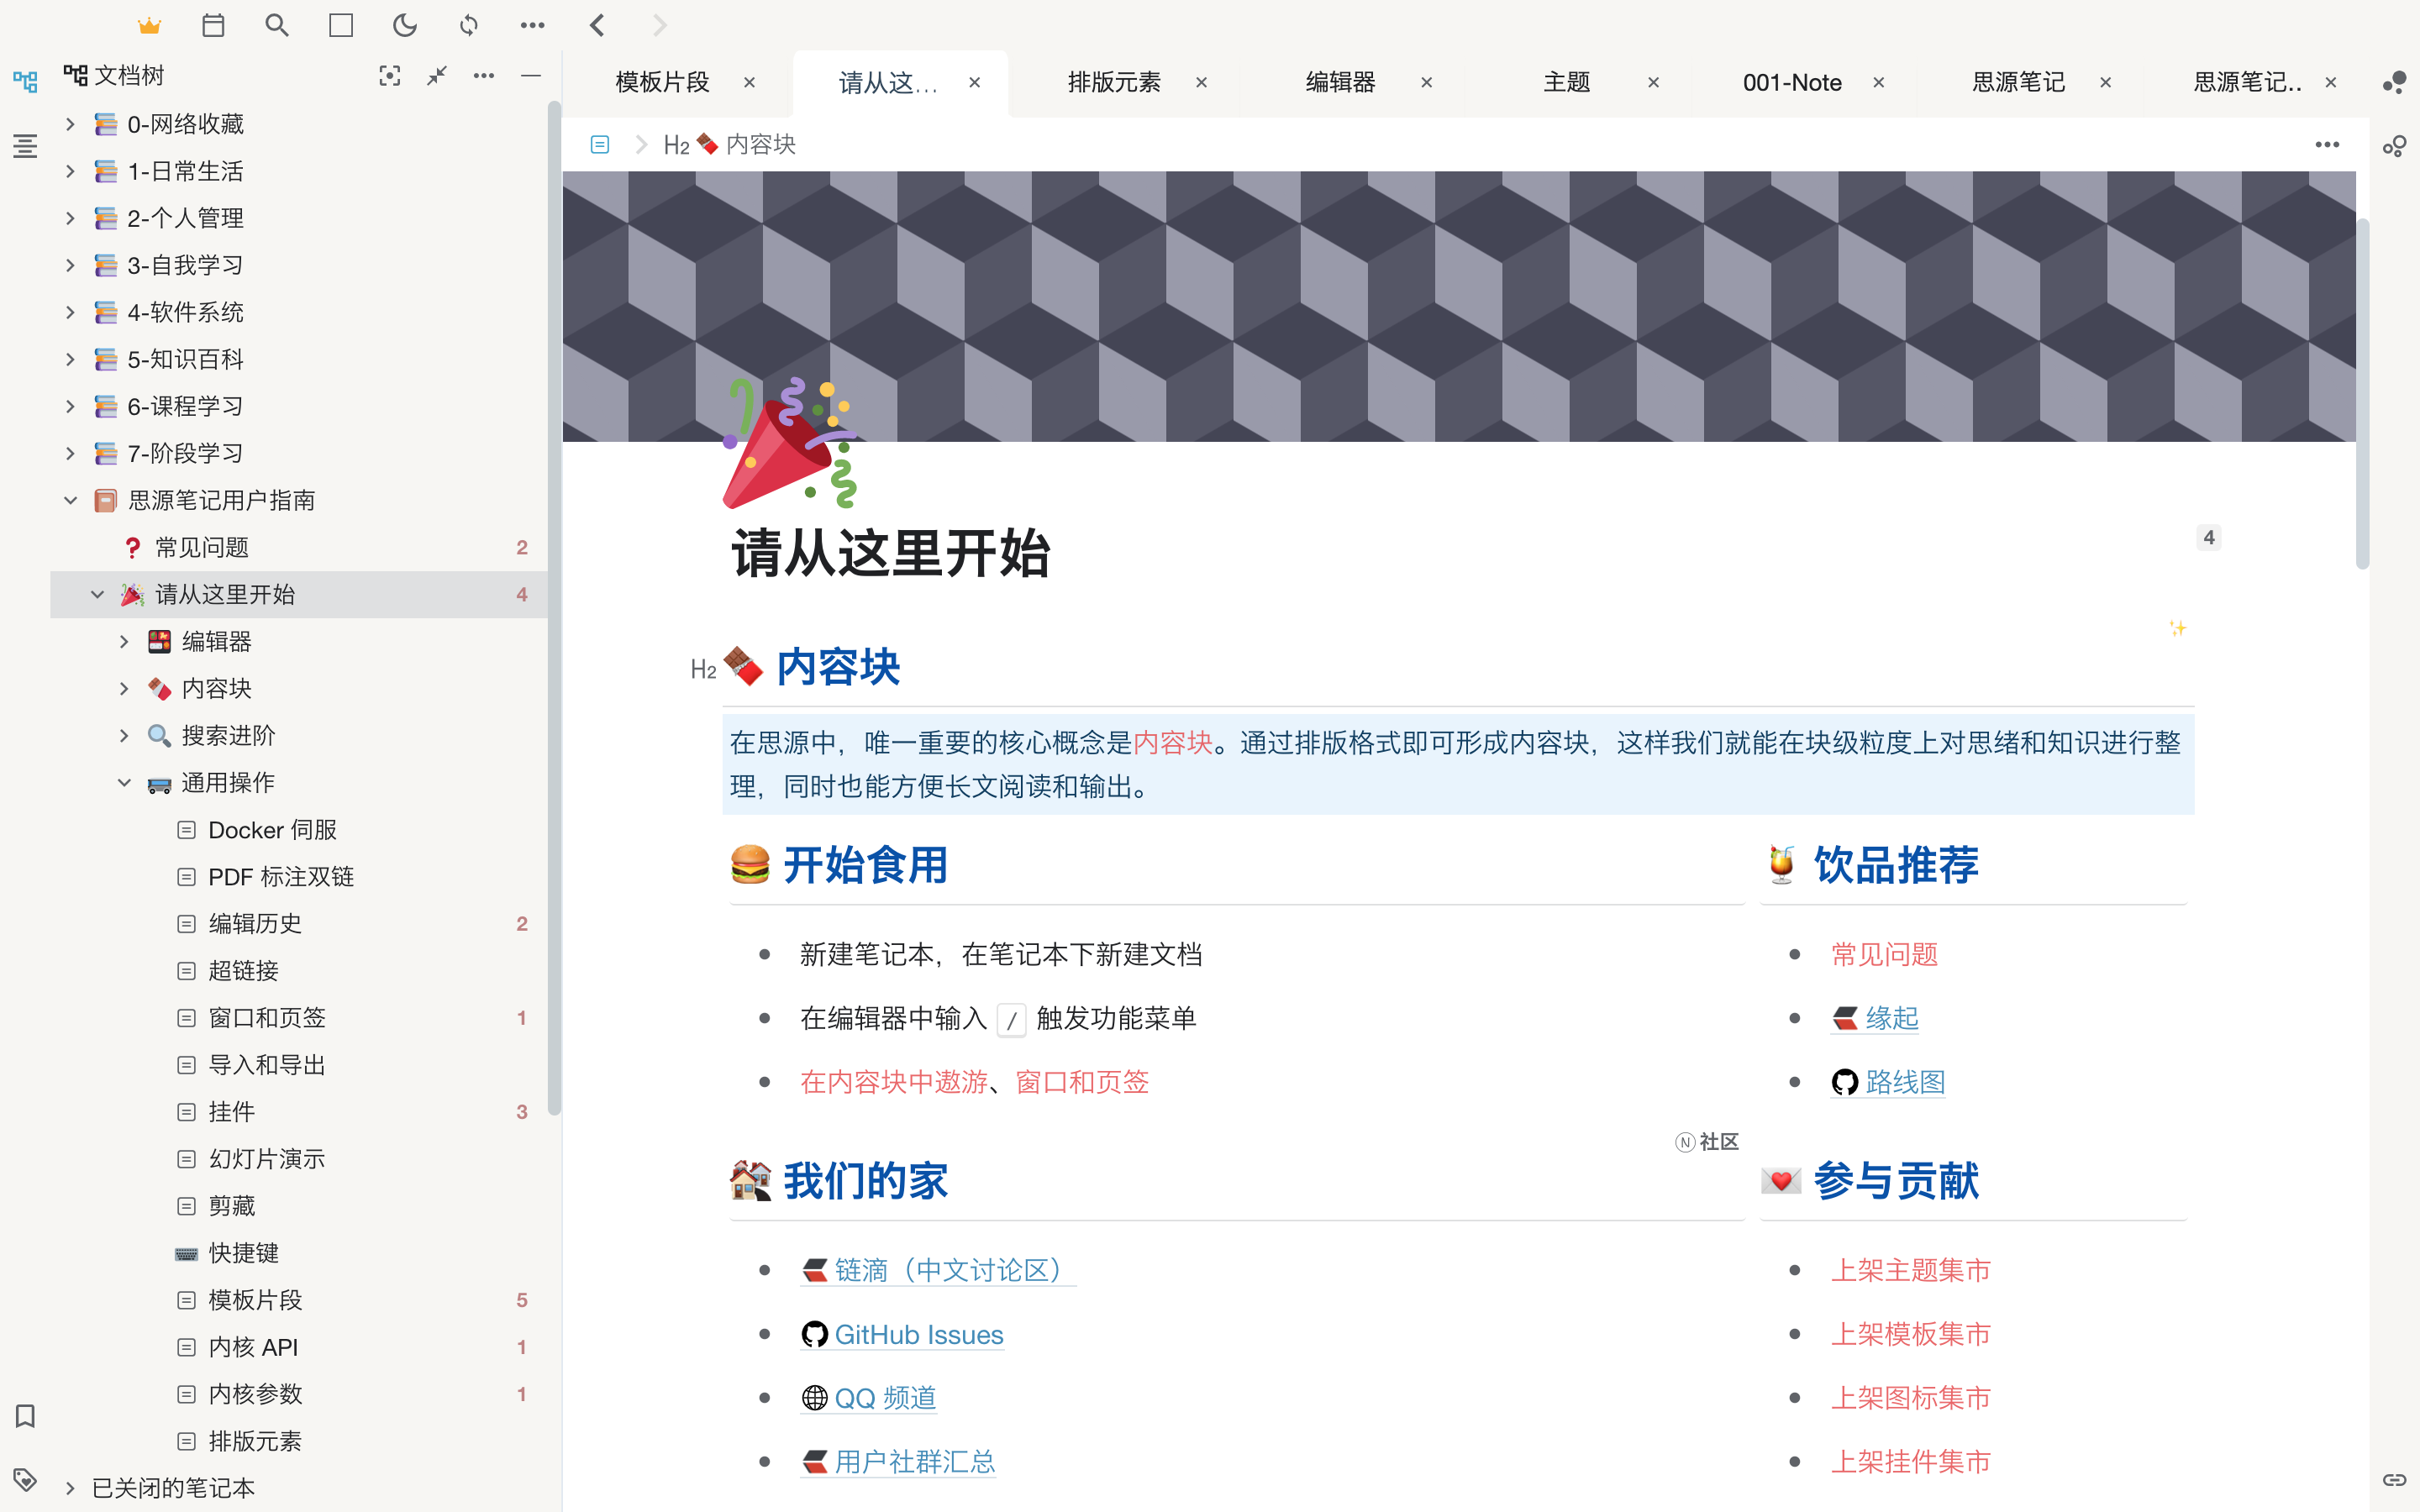 文档树
0-网络收藏
1-日常生活
2-个人管理
3-自我学习
4-软件系统
5-知识百科
6-课程学习
7-阶段学习
思源笔记用户指南
常见问题 2
请从这里开始 4
编辑器
内容块
搜索进阶
通用操作
Docker 伺服
PDF 标注双链
编辑历史 2
超链接
窗口和页签 1
导入和导出
挂件 3
幻灯片演示
剪藏
快捷键
模板片段 5
内核 API 1
内核参数 1
排版元素
已关闭的笔记本
模板片段 请从这… 排版元素 编辑器 主题 001-Note 思源笔记 思源笔记..
H2 内容块
请从这里开始
4
H2 内容块
在思源中，唯一重要的核心概念是内容块。通过排版格式即可形成内容块，这样我们就能在块级粒度上对思绪和知识进行整
理，同时也能方便长文阅读和输出。
开始食用
新建笔记本，在笔记本下新建文档
在编辑器中输入 / 触发功能菜单
在内容块中遨游、窗口和页签
饮品推荐
常见问题
缘起
路线图
N 社区
我们的家
链滴（中文讨论区）
GitHub Issues
QQ 频道
用户社群汇总
参与贡献
上架主题集市
上架模板集市
上架图标集市
上架挂件集市